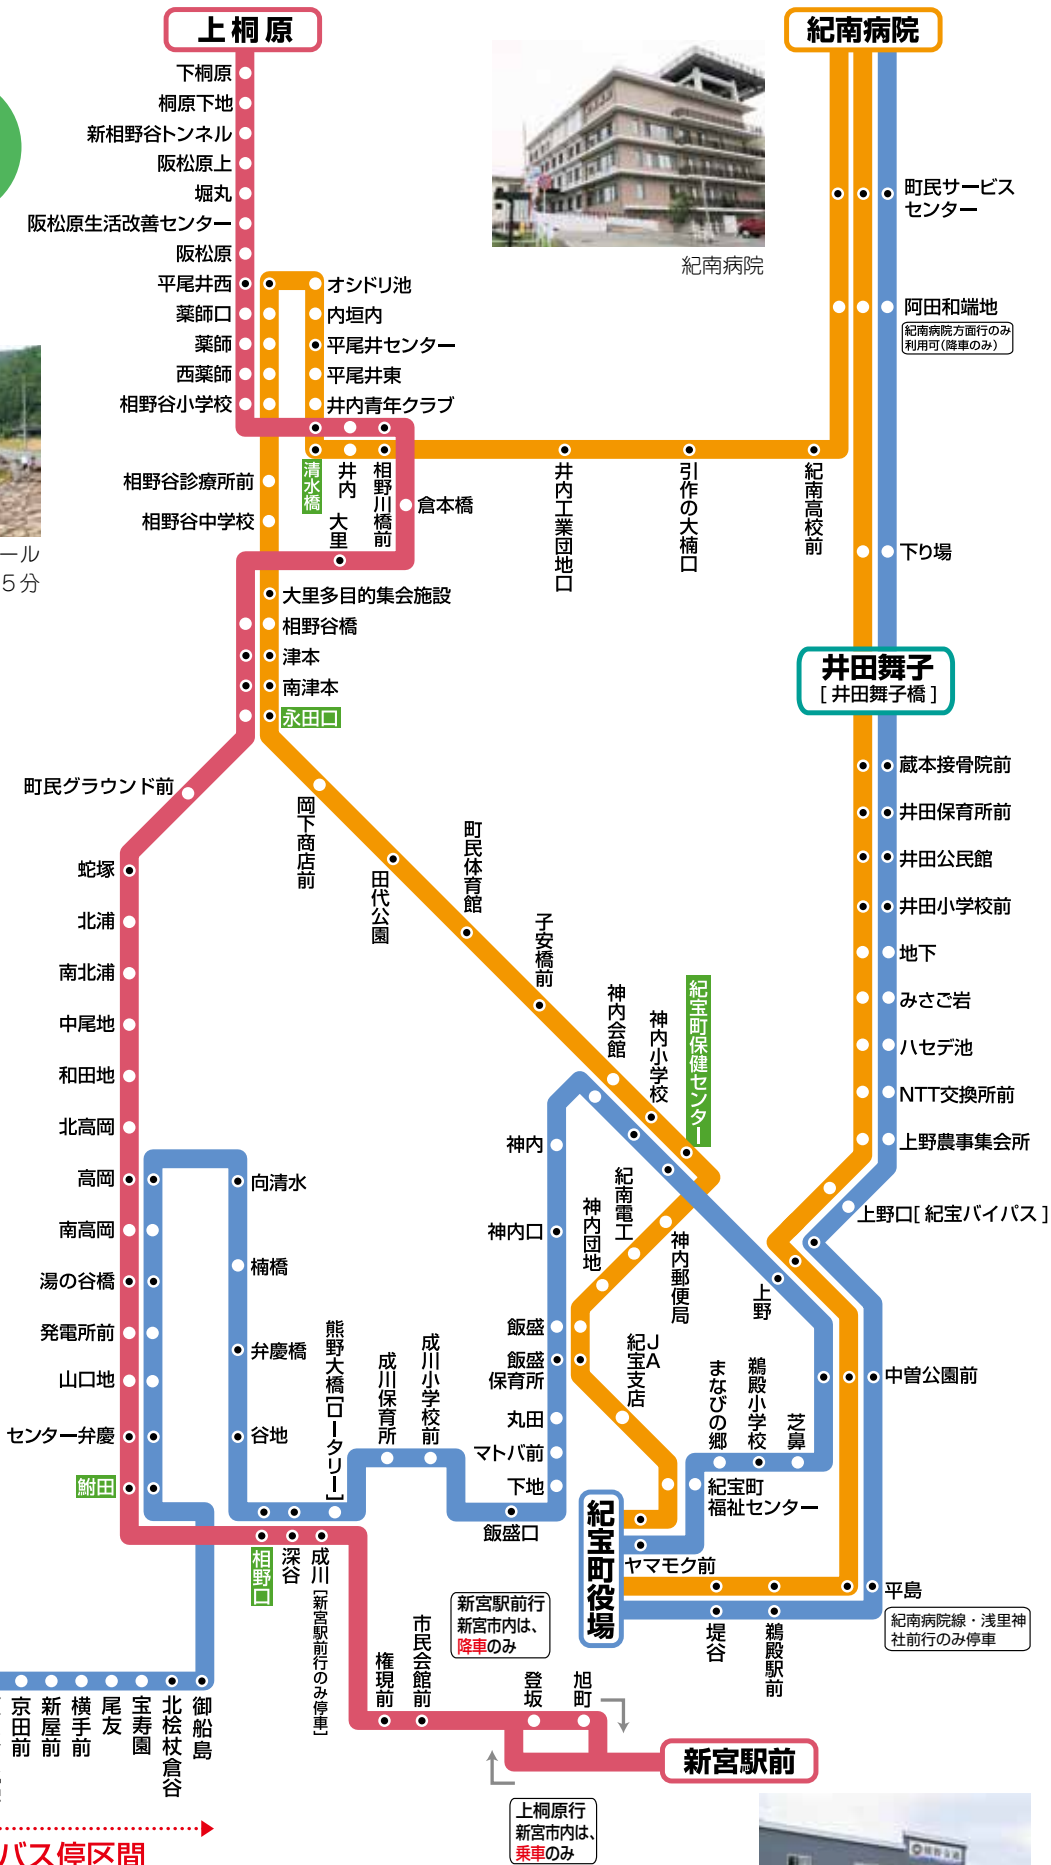 上桐原
紀南病院
下桐原
桐原下地
新相野谷トンネル
阪松原上
堀丸
阪松原生活改善センター
阪松原
平尾井西
薬師口
薬師
西薬師
相野谷小学校
オシドリ池
内垣内
平尾井センター
平尾井東
井内青年クラブ
紀南病院
町民サービス
センター
阿田和端地
紀南病院方面行のみ
利用可(降車のみ)
清水橋
井内
相野川橋前
井内工業団地口
引作の大楠口
紀南高校前
相野谷診療所前
相野谷中学校
大里
倉本橋
ール
5分
下り場
大里多目的集会施設
相野谷橋
津本
南津本
永田口
井田舞子
[井田舞子橋]
町民グラウンド前
岡下商店前
田代公園
町民体育館
子安橋前
神内会館
神内小学校
紀宝町保健センター
蔵本接骨院前
井田保育所前
井田公民館
井田小学校前
地下
みさご岩
ハセデ池
NTT交換所前
上野農事集会所
上野口[紀宝バイパス]
蛇塚
北浦
南北浦
中尾地
和田地
北高岡
高岡
南高岡
湯の谷橋
発電所前
山口地
センター弁慶
鮒田
向清水
楠橋
弁慶橋
谷地
熊野大橋[ロータリー]
成川保育所
成川小学校前
神内
神内口
飯盛
飯盛
保育所
丸田
マトバ前
下地
飯盛口
神内団地
紀南電工
神内郵便局
上野
JA
紀宝支店
まなびの郷
鵜殿小学校
芝鼻
中曽公園前
紀宝町
福祉センター
紀宝町役場
ヤマモク前
平島
紀南病院線・浅里神
社前行のみ停車
堤谷
鵜殿駅前
相野口
深谷
成川[新宮駅前行のみ停車]
権現前
市民会館前
新宮駅前行
新宮市内は、
降車のみ
登坂
旭町
新宮駅前
上桐原行
新宮市内は、
乗車のみ
京田前
新屋前
横手前
尾友
宝寿園
北桧杖倉谷
御船島
バス停区間